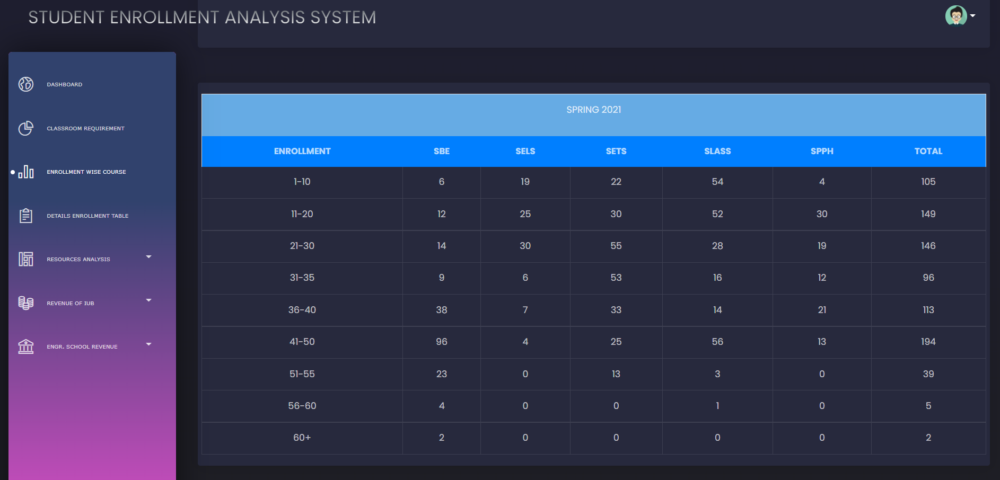 STUDENT ENROLLMENT ANALYSIS SYSTEM
DASHBOARD
CLASSROOM REQUIREMENT
ENROLLMENT WISE COURSE
DETAILS ENROLLMENT TABLE
RESOURCES ANALYSIS
REVENUE OF IUB
ENGR. SCHOOL REVENUE
SPRING 2021
ENROLLMENT SBE SELS SETS SLASS SPPH TOTAL
1-10 6 19 22 54 4 105
11-20 12 25 30 52 30 149
21-30 14 30 55 28 19 146
31-35 9 6 53 16 12 96
36-40 38 7 33 14 21 113
41-50 96 4 25 56 13 194
51-55 23 0 13 3 0 39
56-60 4 0 0 1 0 5
60+ 2 0 0 0 0 2